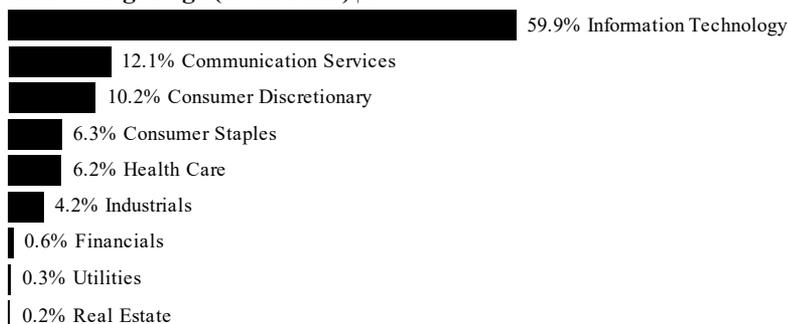 59.9% Information Technology
12.1% Communication Services
10.2% Consumer Discretionary
6.3% Consumer Staples
6.2% Health Care
4.2% Industrials
0.6% Financials
0.3% Utilities
0.2% Real Estate